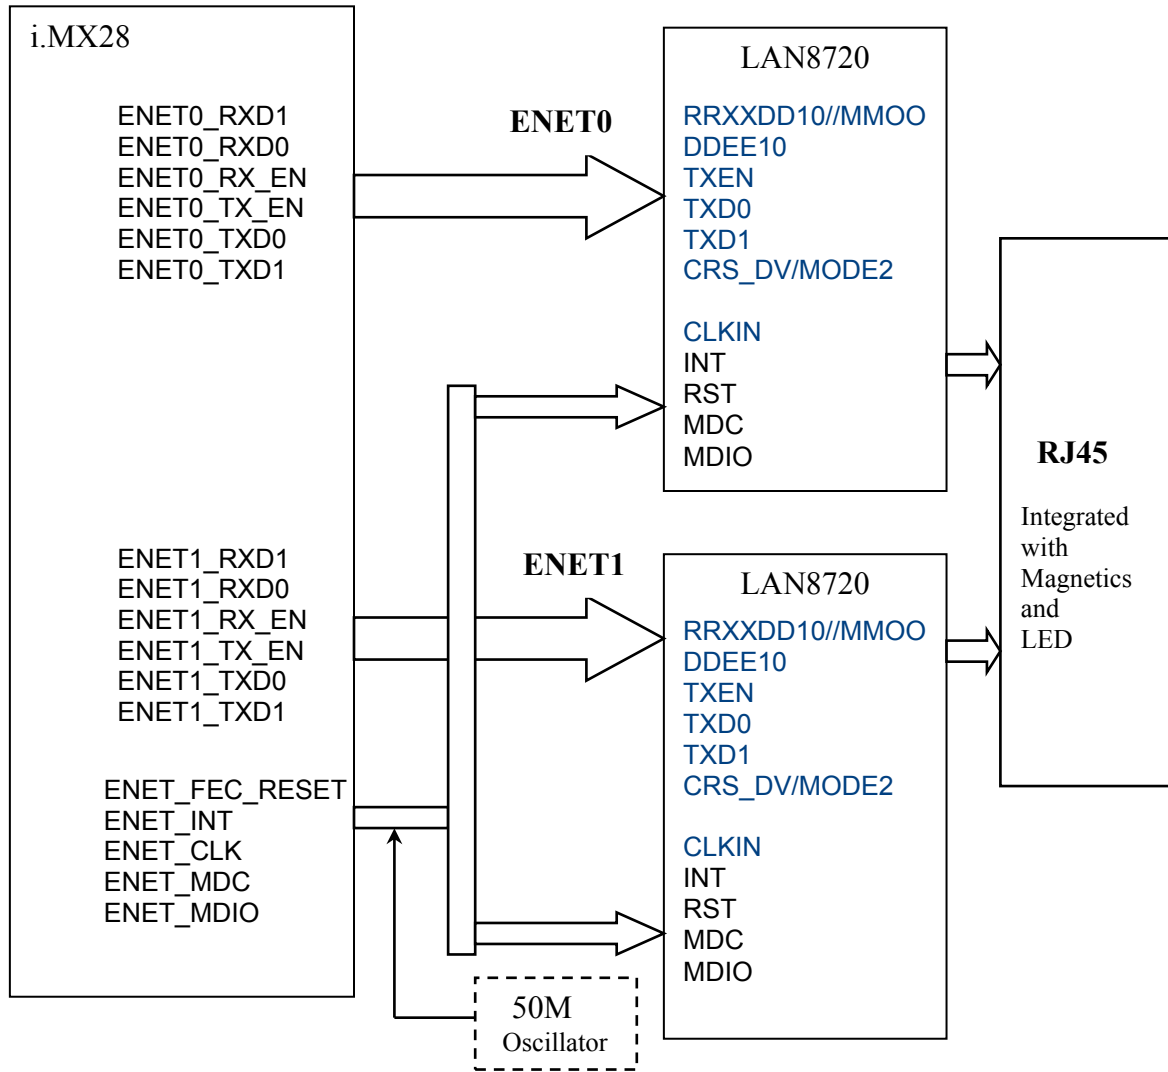 i.MX28
ENET0_RXD1
ENET0_RXD0
ENET0_RX_EN
ENET0_TX_EN
ENET0_TXD0
ENET0_TXD1
ENET1_RXD1
ENET1_RXD0
ENET1_RX_EN
ENET1_TX_EN
ENET1_TXD0
ENET1_TXD1
ENET_FEC_RESET
ENET_INT
ENET_CLK
ENET_MDC
ENET_MDIO
ENET0
ENET1
50M
Oscillator
LAN8720
RRXXDD10//MMOO
DDEE10
TXEN
TXD0
TXD1
CRS_DV/MODE2
CLKIN
INT
RST
MDC
MDIO
LAN8720
RRXXDD10//MMOO
DDEE10
TXEN
TXD0
TXD1
CRS_DV/MODE2
CLKIN
INT
RST
MDC
MDIO
RJ45
Integrated
with
Magnetics
and
LED